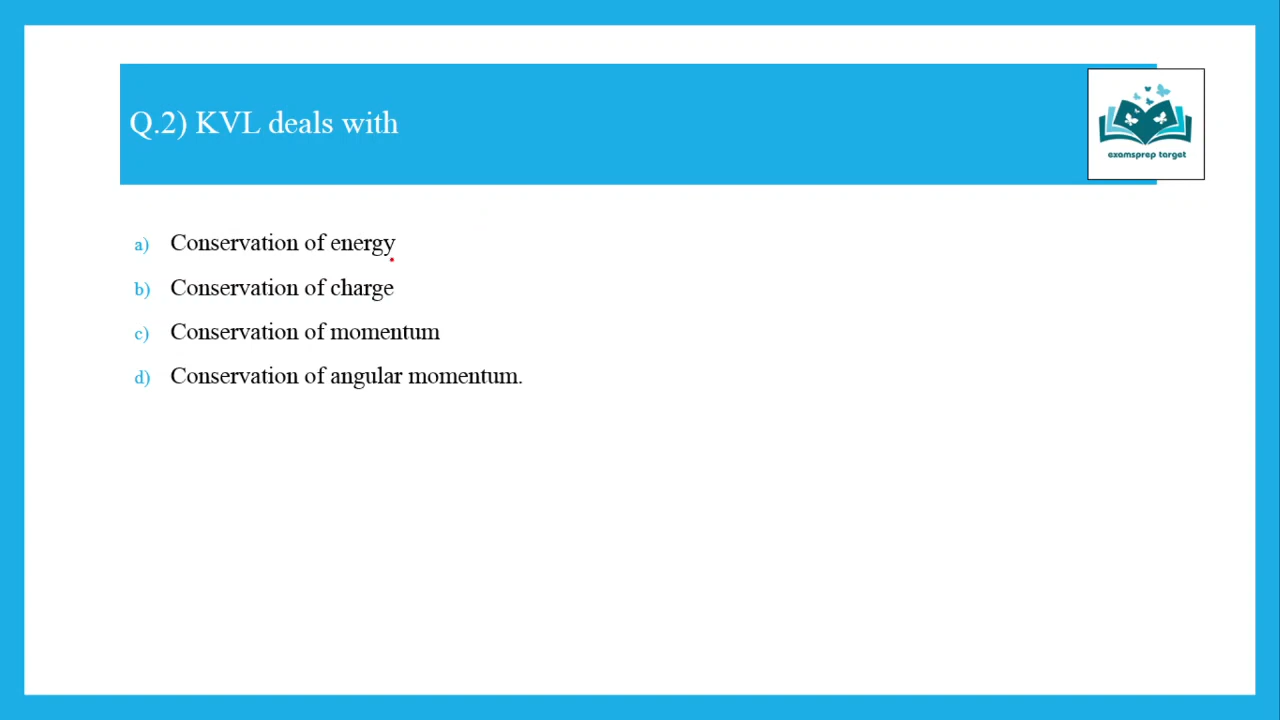 Q.2) KVL deals with
examsprep target
a) Conservation of energy
b) Conservation of charge
c) Conservation of momentum
d) Conservation of angular momentum.